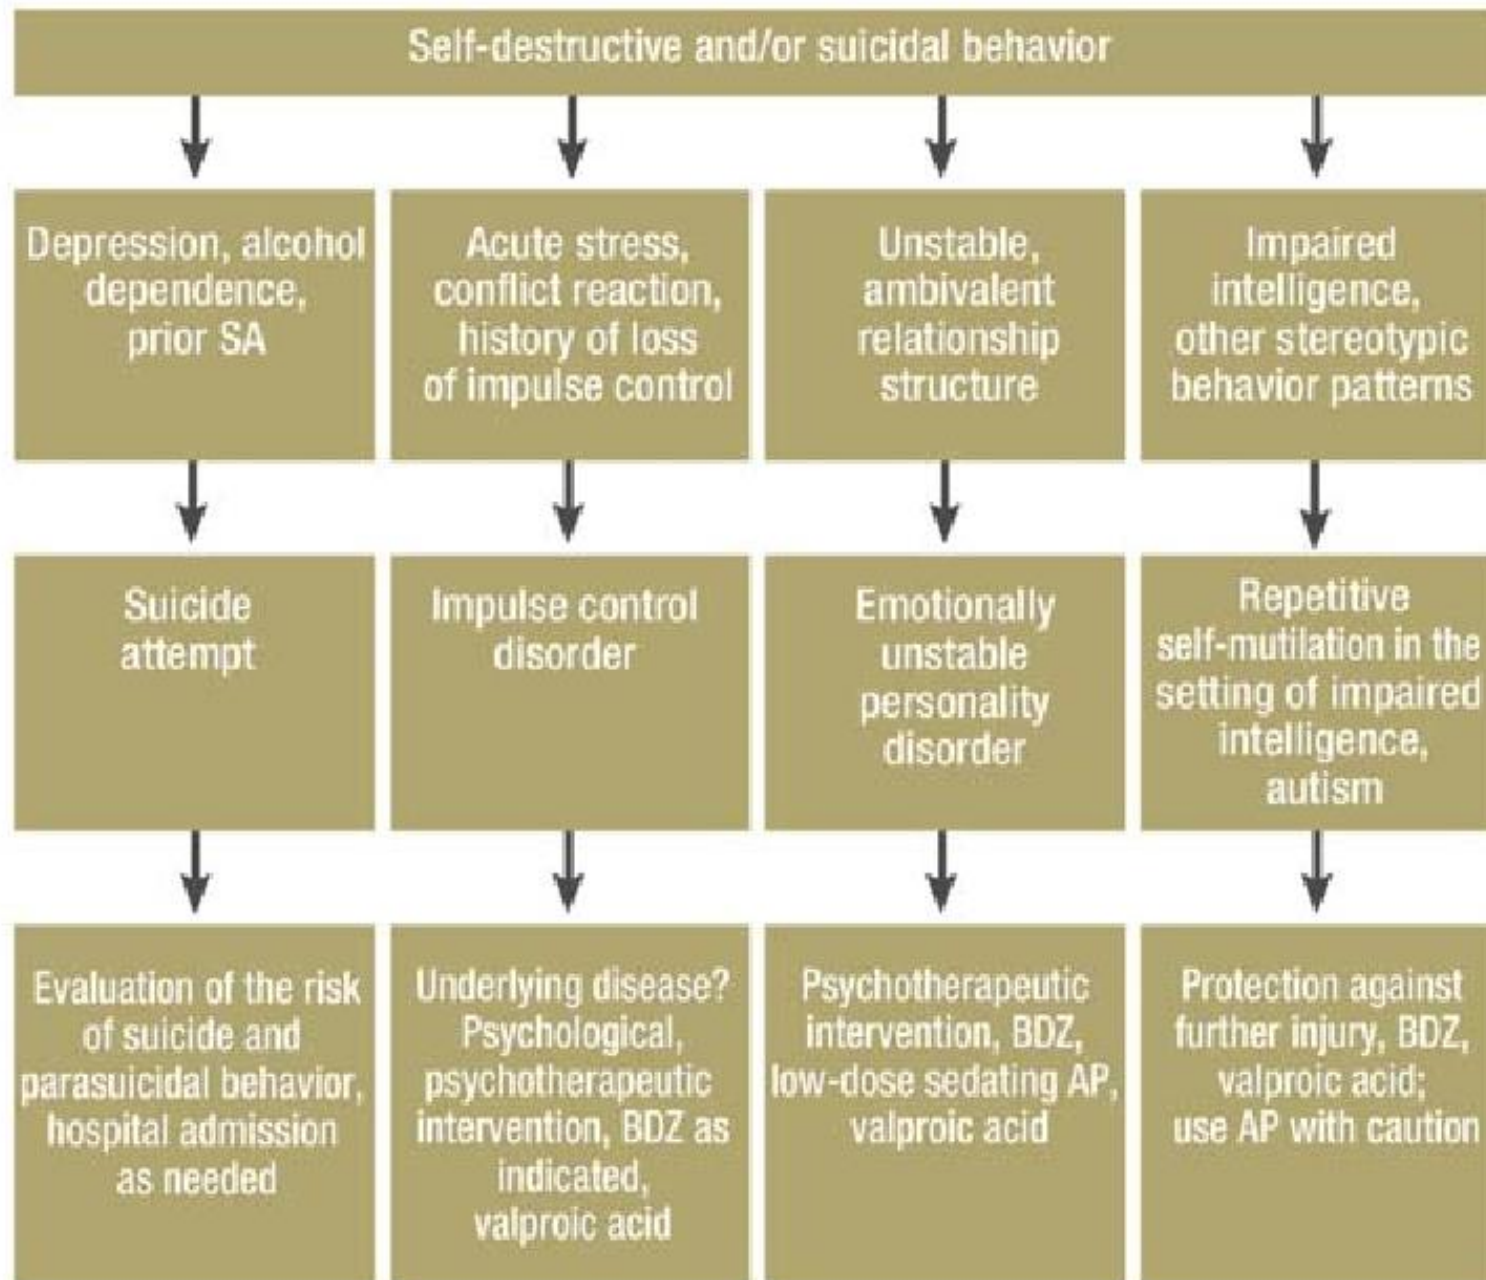 Self-destructive and/or suicidal behavior
Depression, alcohol
dependence,
prior SA
Acute stress,
conflict reaction,
history of loss
of impulse control
Unstable,
ambivalent
relationship
structure
Impaired
intelligence,
other stereotypic
behavior patterns
Suicide
attempt
Impulse control
disorder
Emotionally
unstable
personality
disorder
Repetitive
self-mutilation in the
setting of impaired
intelligence,
autism
Evaluation of the risk
of suicide and
parasuicidal behavior,
hospital admission
as needed
Underlying disease?
Psychological,
psychotherapeutic
intervention, BDZ as
indicated,
valproic acid
Psychotherapeutic
intervention, BDZ,
low-dose sedating AP,
valproic acid
Protection against
further injury, BDZ,
valproic acid;
use AP with caution